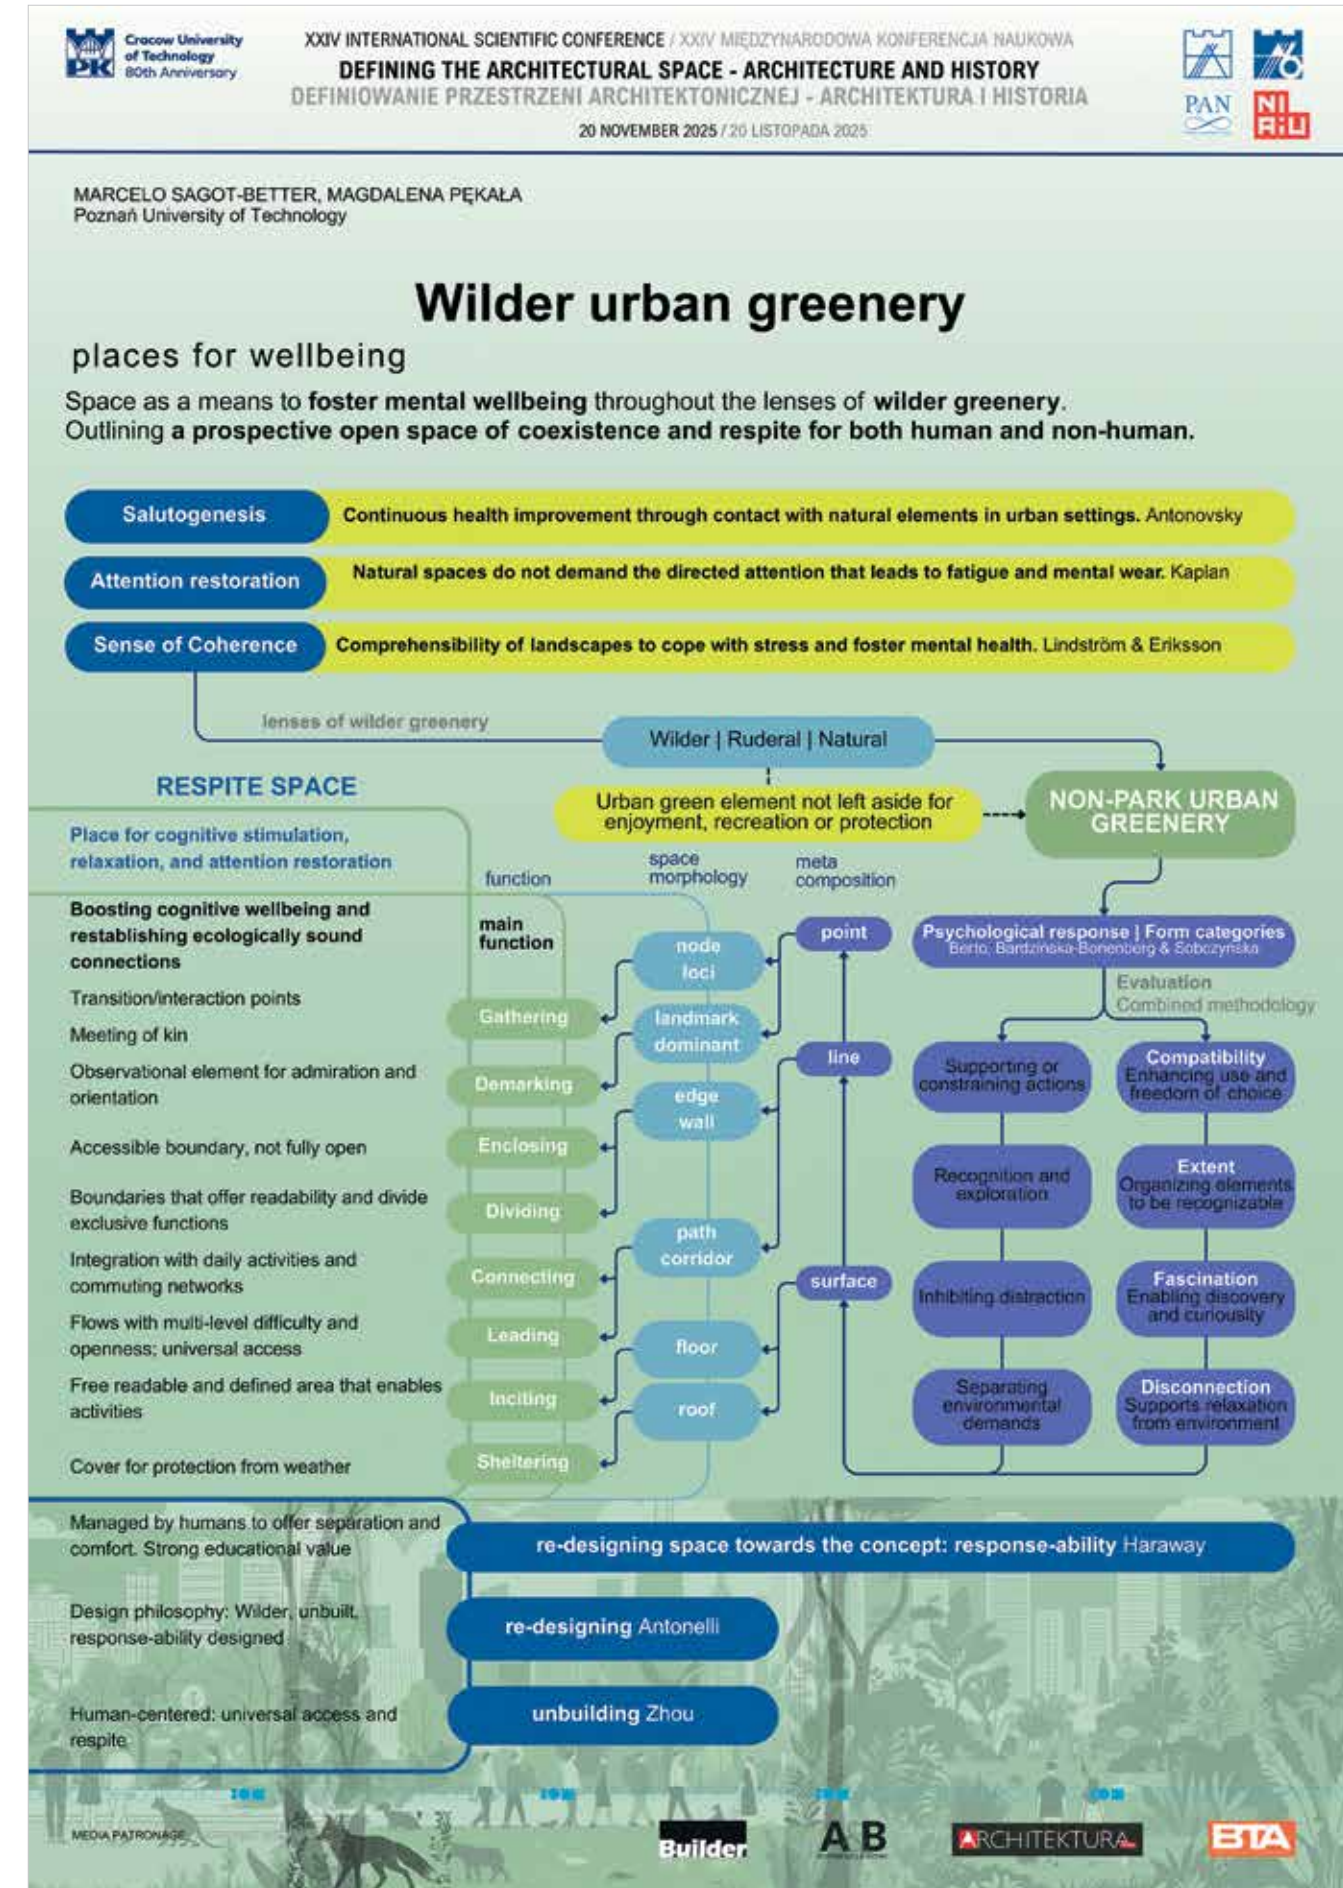 Cracow University
of Technology
80th Anniversary
PK
XXIV INTERNATIONAL SCIENTIFIC CONFERENCE / XXIV MIĘDZYNARODOWA KONFERENCJA NAUKOWA
DEFINING THE ARCHITECTURAL SPACE - ARCHITECTURE AND HISTORY
DEFINIOWANIE PRZESTRZENI ARCHITEKTONICZNEJ - ARCHITEKTURA I HISTORIA
20 NOVEMBER 2025 / 20 LISTOPADA 2025
PAN
NI
AiU
MARCELO SAGOT-BETTER, MAGDALENA PĘKAŁA
Poznań University of Technology
Wilder urban greenery
places for wellbeing
Space as a means to foster mental wellbeing throughout the lenses of wilder greenery.
Outlining a prospective open space of coexistence and respite for both human and non-human.
Salutogenesis
Continuous health improvement through contact with natural elements in urban settings. Antonovsky
Attention restoration
Natural spaces do not demand the directed attention that leads to fatigue and mental wear. Kaplan
Sense of Coherence
Comprehensibility of landscapes to cope with stress and foster mental health. Lindström & Eriksson
lenses of wilder greenery
Wilder | Ruderal | Natural
Urban green element not left aside for
enjoyment, recreation or protection
NON-PARK URBAN
GREENERY
RESPITE SPACE
Place for cognitive stimulation,
relaxation, and attention restoration
function
space
morphology
meta
composition
Boosting cognitive wellbeing and
restablishing ecologically sound
connections
Transition/interaction points
Meeting of kin
Observational element for admiration and
orientation
Accessible boundary, not fully open
Boundaries that offer readability and divide
exclusive functions
Integration with daily activities and
commuting networks
Flows with multi-level difficulty and
openness; universal access
Free readable and defined area that enables
activities
Cover for protection from weather
main
function
Gathering
Demarking
Enclosing
Dividing
Connecting
Leading
Inciting
Sheltering
node
loci
landmark
dominant
edge
wall
path
corridor
floor
roof
point
line
surface
Psychological response | Form categories
Berto, Bardzińska-Bonenberg & Sobczyńska
Evaluation
Combined methodology
Supporting or
constraining actions
Recognition and
exploration
Inhibiting distraction
Separating
environmental
demands
Compatibility
Enhancing use and
freedom of choice
Extent
Organizing elements
to be recognizable
Fascination
Enabling discovery
and curiousity
Disconnection
Supports relaxation
from environment
Managed by humans to offer separation and
comfort. Strong educational value
Design philosophy: Wilder, unbuilt,
response-ability designed
Human-centered: universal access and
respite
re-designing space towards the concept: response-ability Haraway
re-designing Antonelli
unbuilding Zhou
MEDIA PATRONAGE
Builder
A B
ARCHITEKTURA
BTA